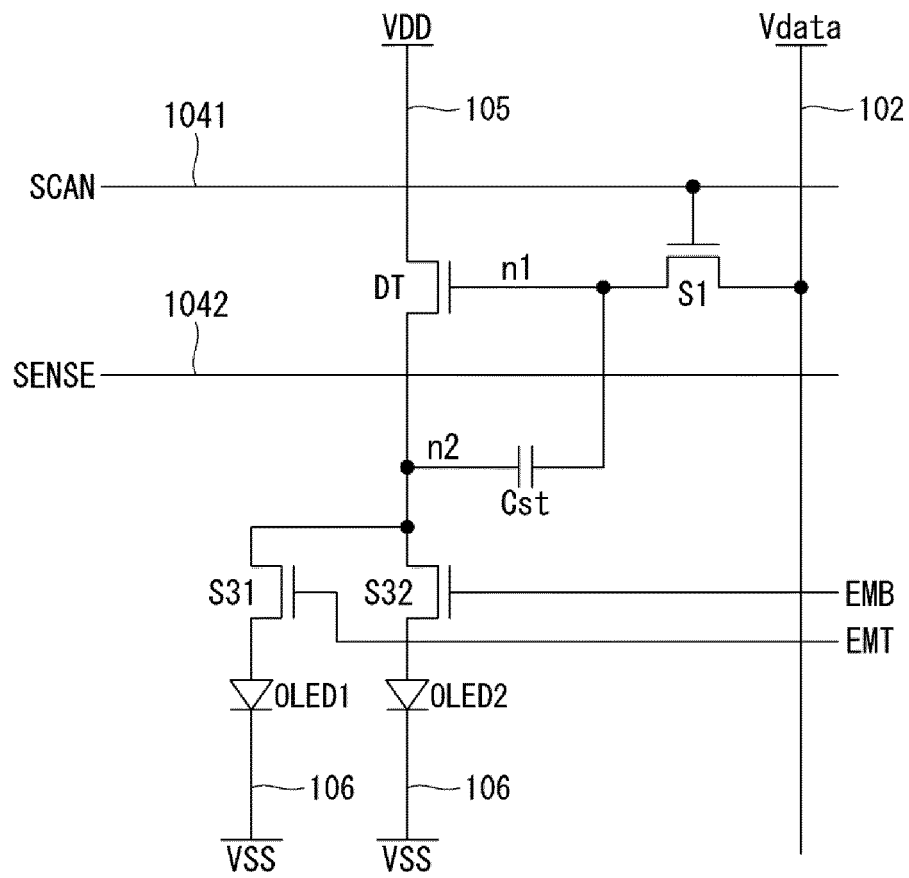 VDD
Vdata
105
102
1041
SCAN
DT
n1
S1
1042
SENSE
n2
Cst
S31
S32
EMB
EMT
OLED1
OLED2
106
106
VSS
VSS